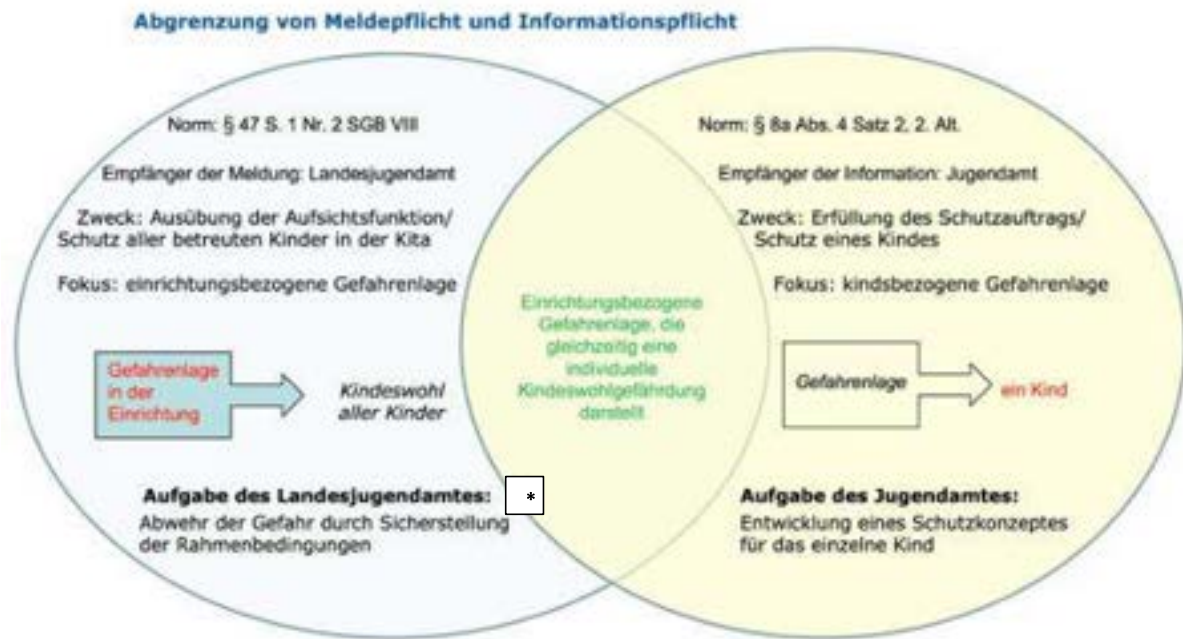 Abgrenzung von Meldepflicht und Informationspflicht
Norm: § 47 S. 1 Nr. 2 SGB VIII
Empfänger der Meldung: Landesjugendamt
Zweck: Ausübung der Aufsichtsfunktion/
Schutz aller betreuten Kinder in der Kita
Fokus: einrichtungsbezogene Gefahrenlage
Gefahrenlage
in der
Einrichtung
Kindeswohl
aller Kinder
Aufgabe des Landesjugendamtes:
*
Abwehr der Gefahr durch Sicherstellung
der Rahmenbedingungen
Einrichtungsbezogene
Gefahrenlage, die
gleichzeitig eine
individuelle
Kindeswohlgefährdung
darstellt
Norm: § 8a Abs. 4 Satz 2, 2. Alt.
Empfänger der Information: Jugendamt
Zweck: Erfüllung des Schutzauftrags/
Schutz eines Kindes
Fokus: kindsbezogene Gefahrenlage
Gefahrenlage
ein Kind
Aufgabe des Jugendamtes:
Entwicklung eines Schutzkonzeptes
für das einzelne Kind